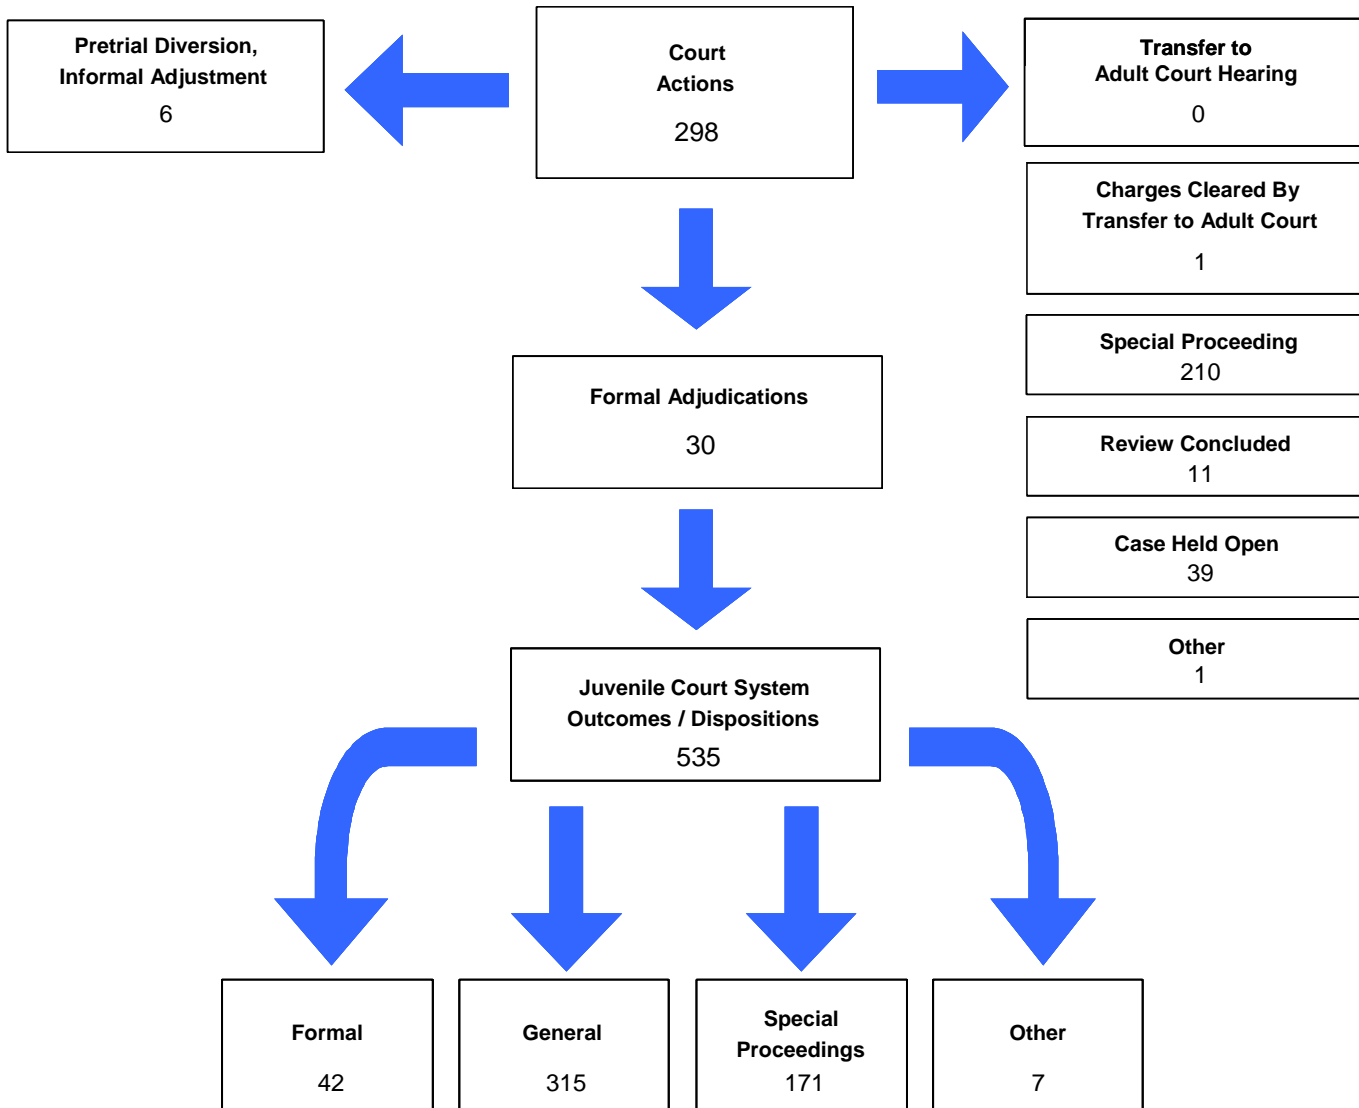 Pretrial Diversion,
Informal Adjustment
6
Court
Actions
298
Transfer to
Adult Court Hearing
0
Charges Cleared By
Transfer to Adult Court
1
Special Proceeding
210
Review Concluded
11
Case Held Open
39
Other
1
Formal Adjudications
30
Juvenile Court System
Outcomes / Dispositions
535
Formal
42
General
315
Special
Proceedings
171
Other
7